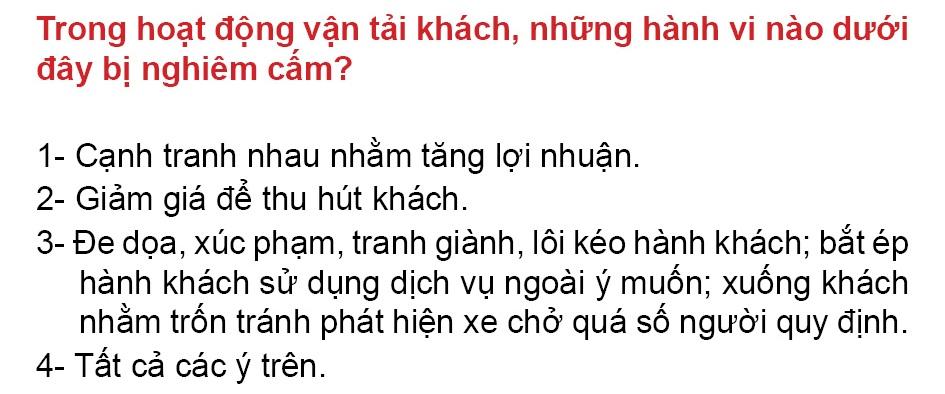 Trong hoạt động vận tải khách, những hành vi nào dưới
đây bị nghiêm cấm?
1- Cạnh tranh nhau nhằm tăng lợi nhuận.
2- Giảm giá để thu hút khách.
3- Đe dọa, xúc phạm, tranh giành, lôi kéo hành khách; bắt ép
hành khách sử dụng dịch vụ ngoài ý muốn; xuống khách
nhằm trốn tránh phát hiện xe chở quá số người quy định.
4- Tất cả các ý trên.